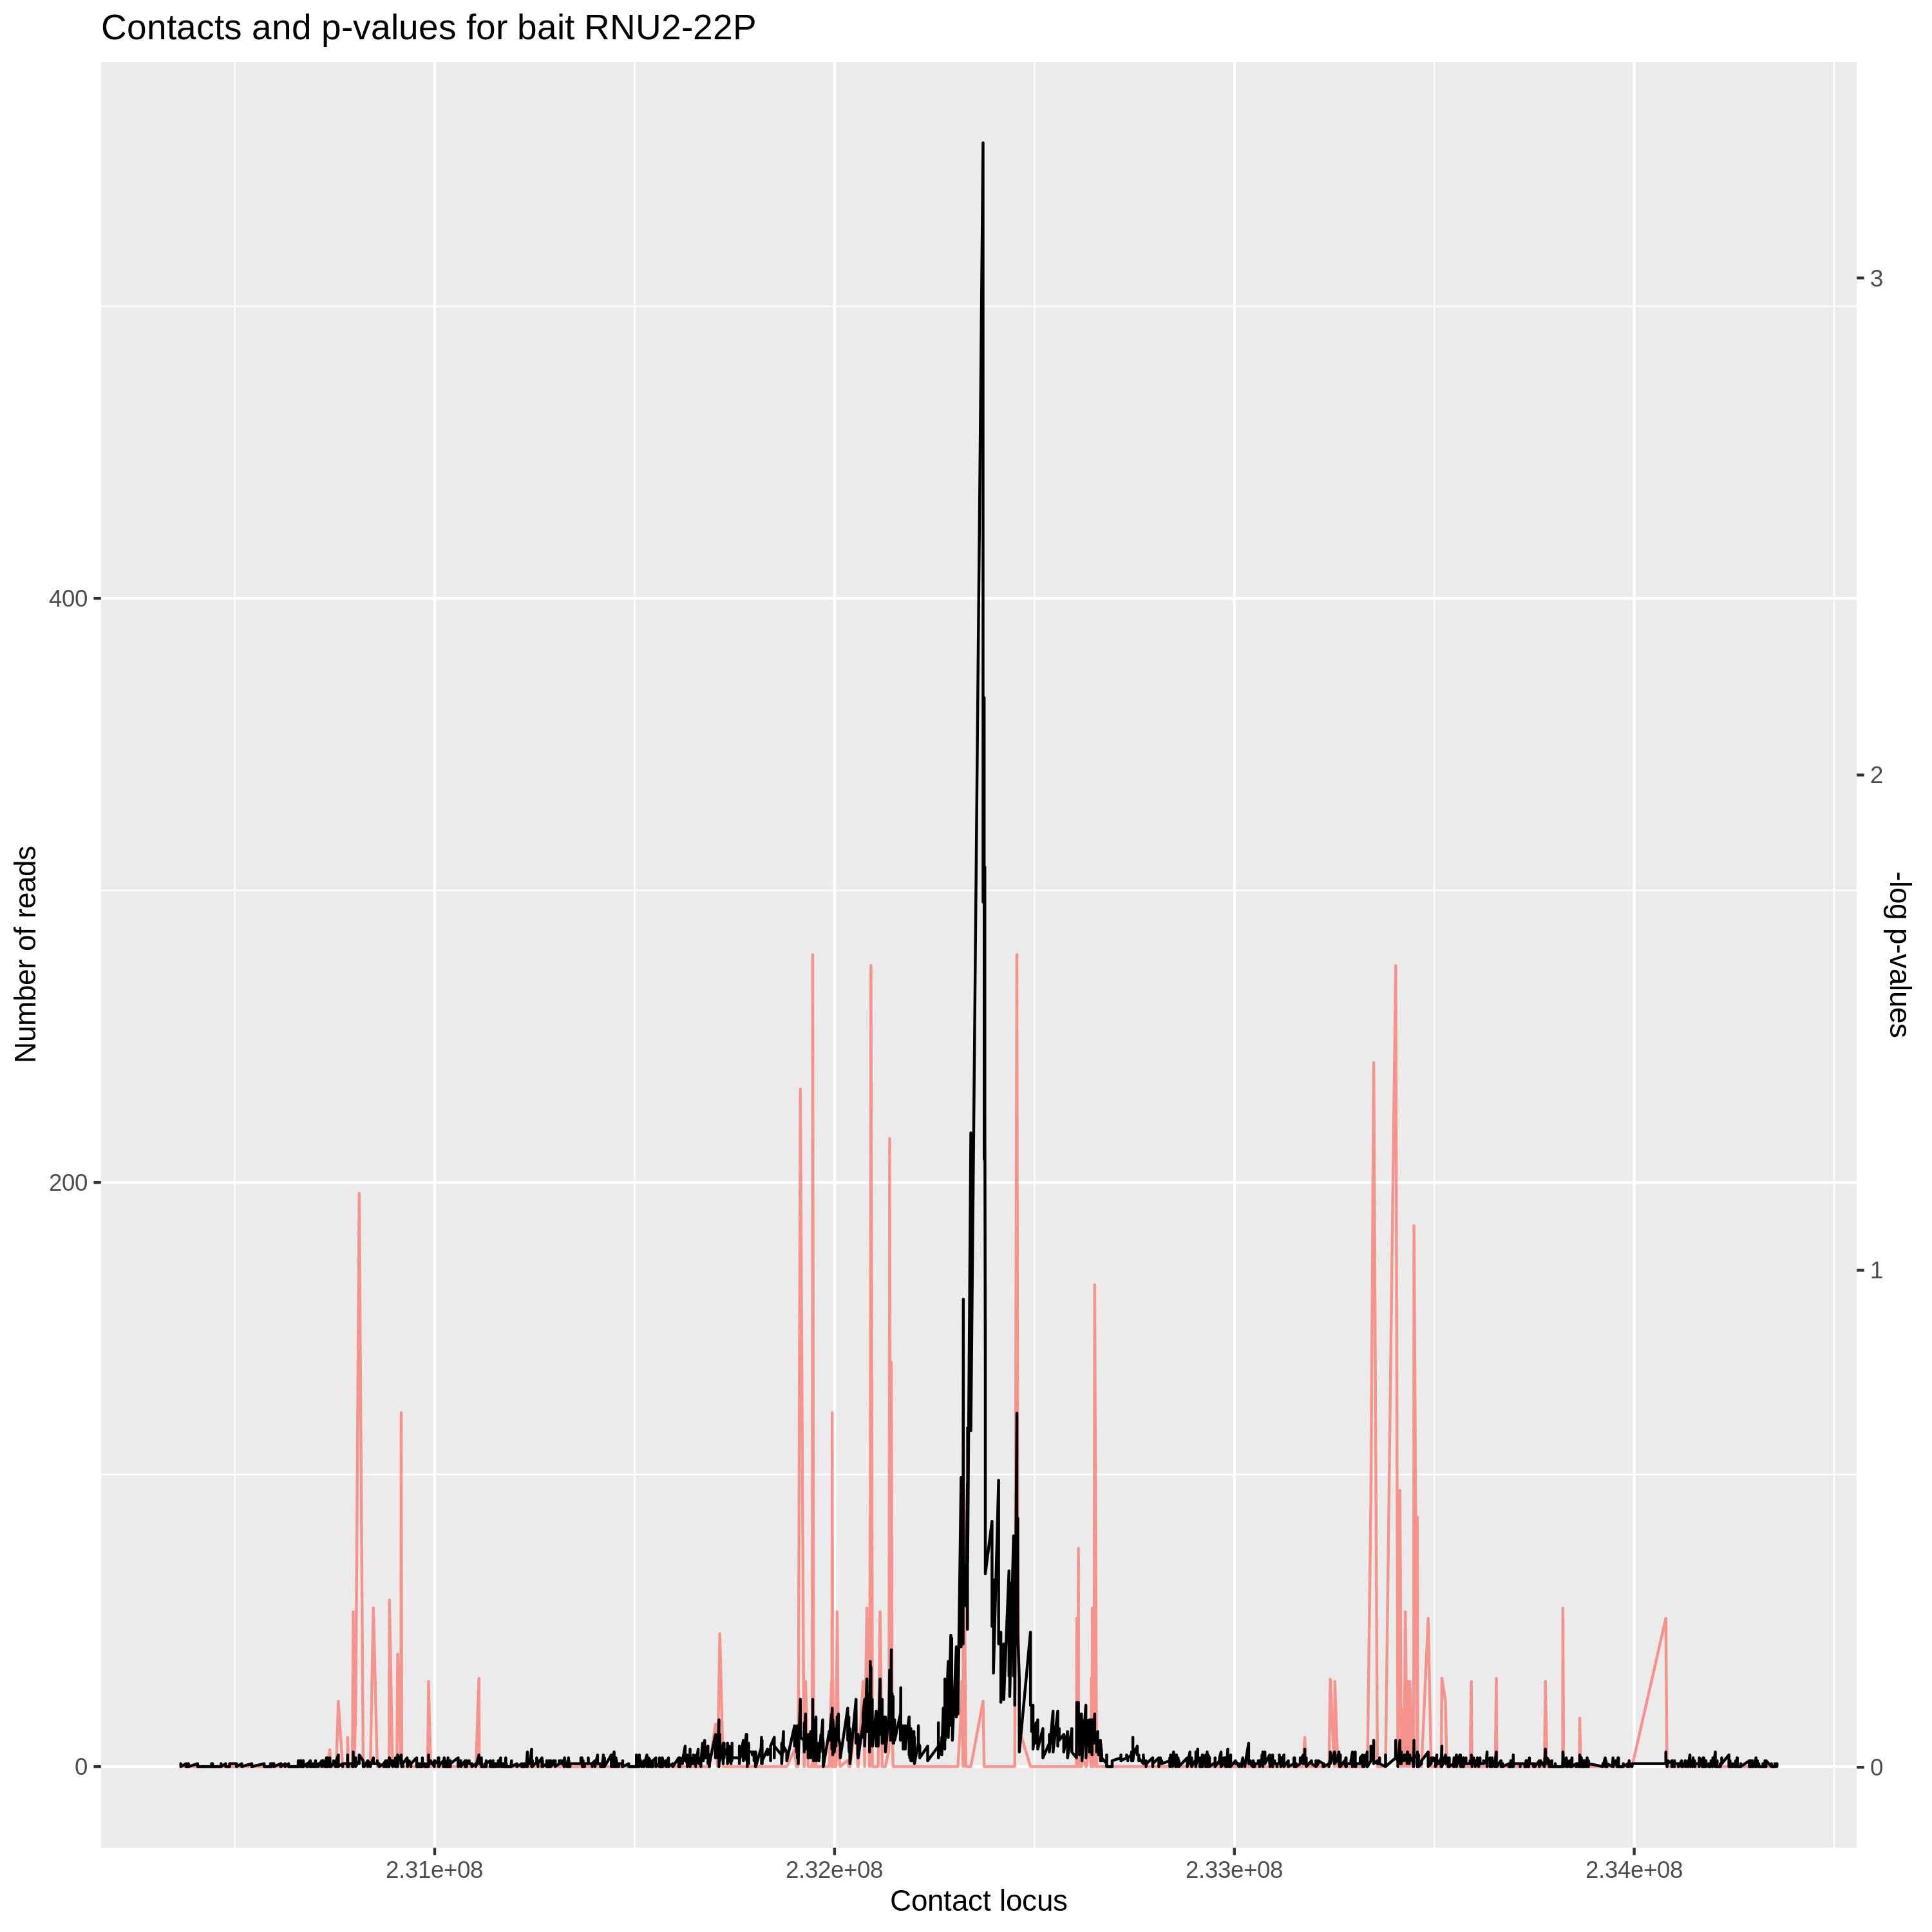 Contacts and p-values for bait RNU2-22P
Number of reads
400
200
0
3
2
1
0
-log p-values
2.31e+08 2.32e+08 2.33e+08 2.34e+08
Contact locus